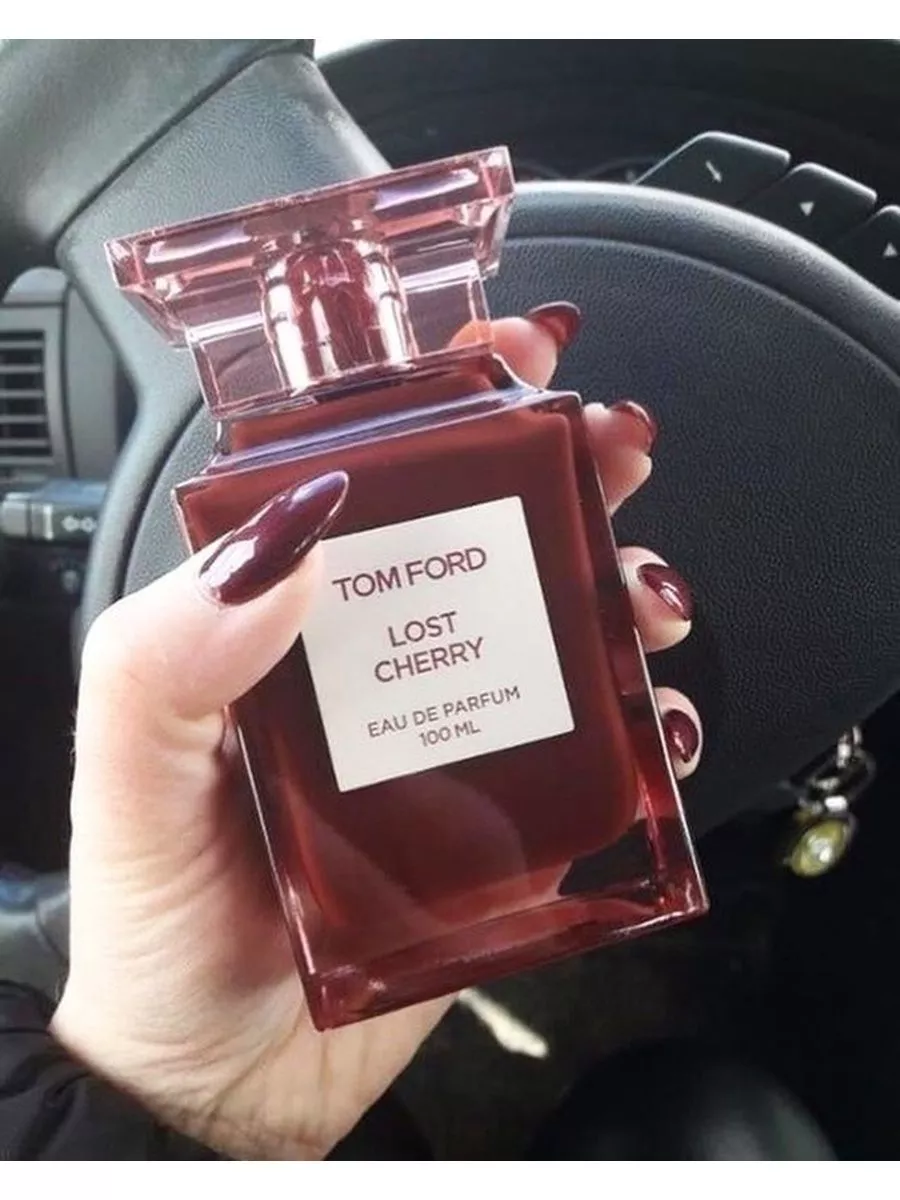 TOM FORD
LOST
CHERRY
EAU DE PARFUM
100 ML